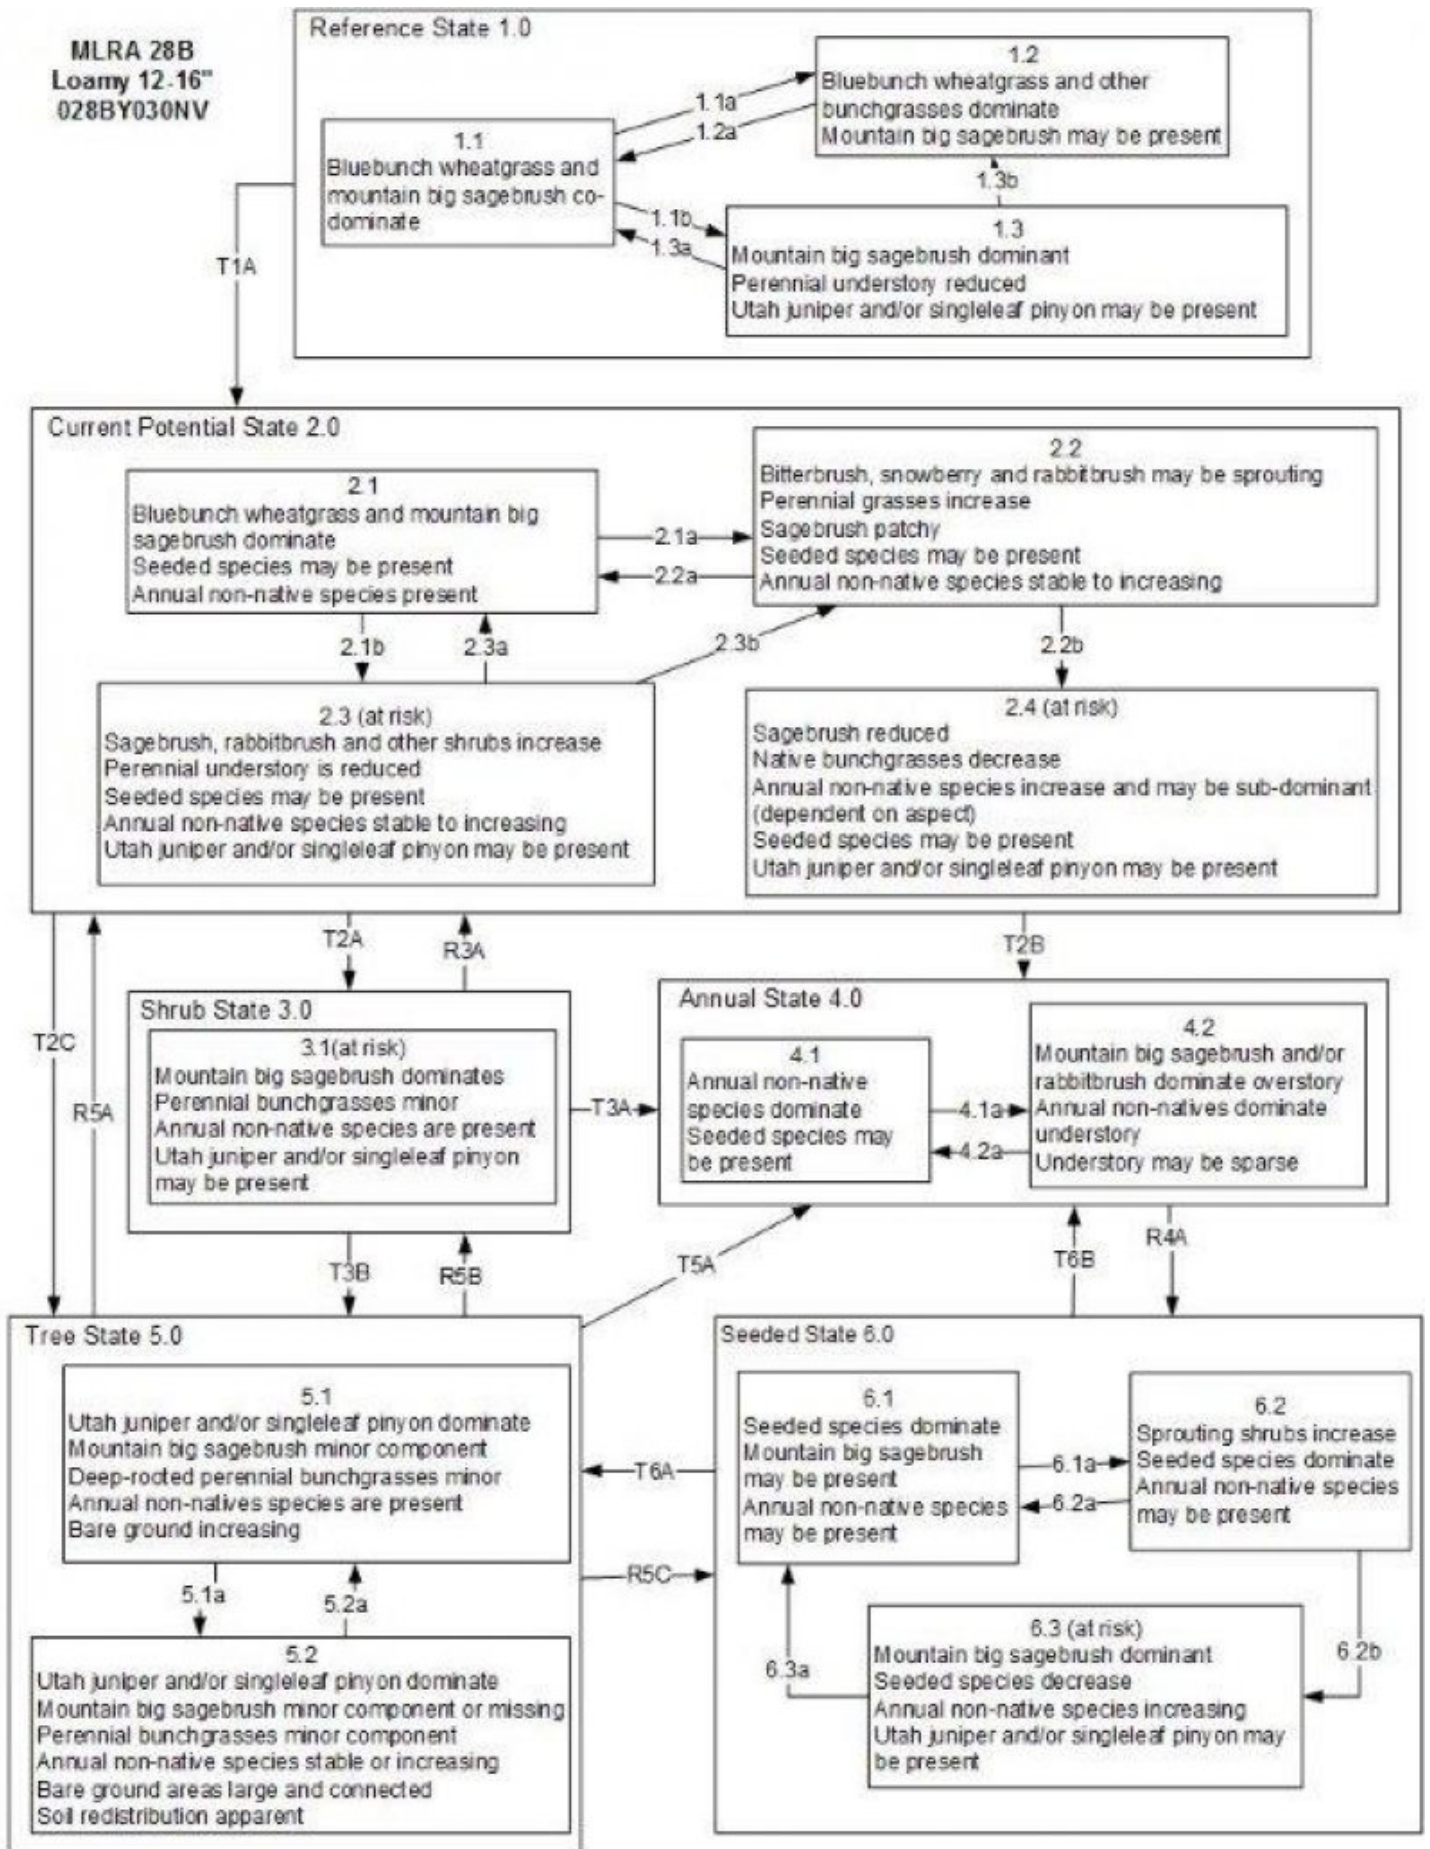 MLRA 28B
Loamy 12-16"
028BY030NV
Reference State 1.0
1.1
Bluebunch wheatgrass and
mountain big sagebrush co-
dominate
1.1a
1.2a
1.2
Bluebunch wheatgrass and other
bunchgrasses dominate
Mountain big sagebrush may be present
1.3b
1.1b
1.3a
1.3
Mountain big sagebrush dominant
Perennial understory reduced
Utah juniper and/or singleleaf pinyon may be present
T1A
Current Potential State 2.0
2.1
Bluebunch wheatgrass and mountain big
sagebrush dominate
Seeded species may be present
Annual non-native species present
2.1a
2.2a
2.2
Bitterbrush, snowberry and rabbitbrush may be sprouting
Perennial grasses increase
Sagebrush patchy
Seeded species may be present
Annual non-native species stable to increasing
2.1b
2.3a
2.3b
2.2b
2.3 (at risk)
Sagebrush, rabbitbrush and other shrubs increase
Perennial understory is reduced
Seeded species may be present
Annual non-native species stable to increasing
Utah juniper and/or singleleaf pinyon may be present
2.4 (at risk)
Sagebrush reduced
Native bunchgrasses decrease
Annual non-native species increase and may be sub-dominant
(dependent on aspect)
Seeded species may be present
Utah juniper and/or singleleaf pinyon may be present
T2C
R5A
T2A
R3A
T2B
Shrub State 3.0
3.1(at risk)
Mountain big sagebrush dominates
Perennial bunchgrasses minor
Annual non-native species are present
Utah juniper and/or singleleaf pinyon
may be present
T3A
Annual State 4.0
4.1
Annual non-native
species dominate
Seeded species may
be present
4.1a
4.2a
4.2
Mountain big sagebrush and/or
rabbitbrush dominate overstory
Annual non-natives dominate
understory
Understory may be sparse
T3B
R5B
T5A
T6B
R4A
Tree State 5.0
5.1
Utah juniper and/or singleleaf pinyon dominate
Mountain big sagebrush minor component
Deep-rooted perennial bunchgrasses minor
Annual non-natives species are present
Bare ground increasing
5.1a
5.2a
5.2
Utah juniper and/or singleleaf pinyon dominate
Mountain big sagebrush minor component or missing
Perennial bunchgrasses minor component
Annual non-native species stable or increasing
Bare ground areas large and connected
Soil redistribution apparent
T6A
R5C
Seeded State 6.0
6.1
Seeded species dominate
Mountain big sagebrush
may be present
Annual non-native species
may be present
6.1a
6.2a
6.2
Sprouting shrubs increase
Seeded species dominate
Annual non-native species
may be present
6.3a
6.2b
6.3 (at risk)
Mountain big sagebrush dominant
Seeded species decrease
Annual non-native species increasing
Utah juniper and/or singleleaf pinyon may
be present